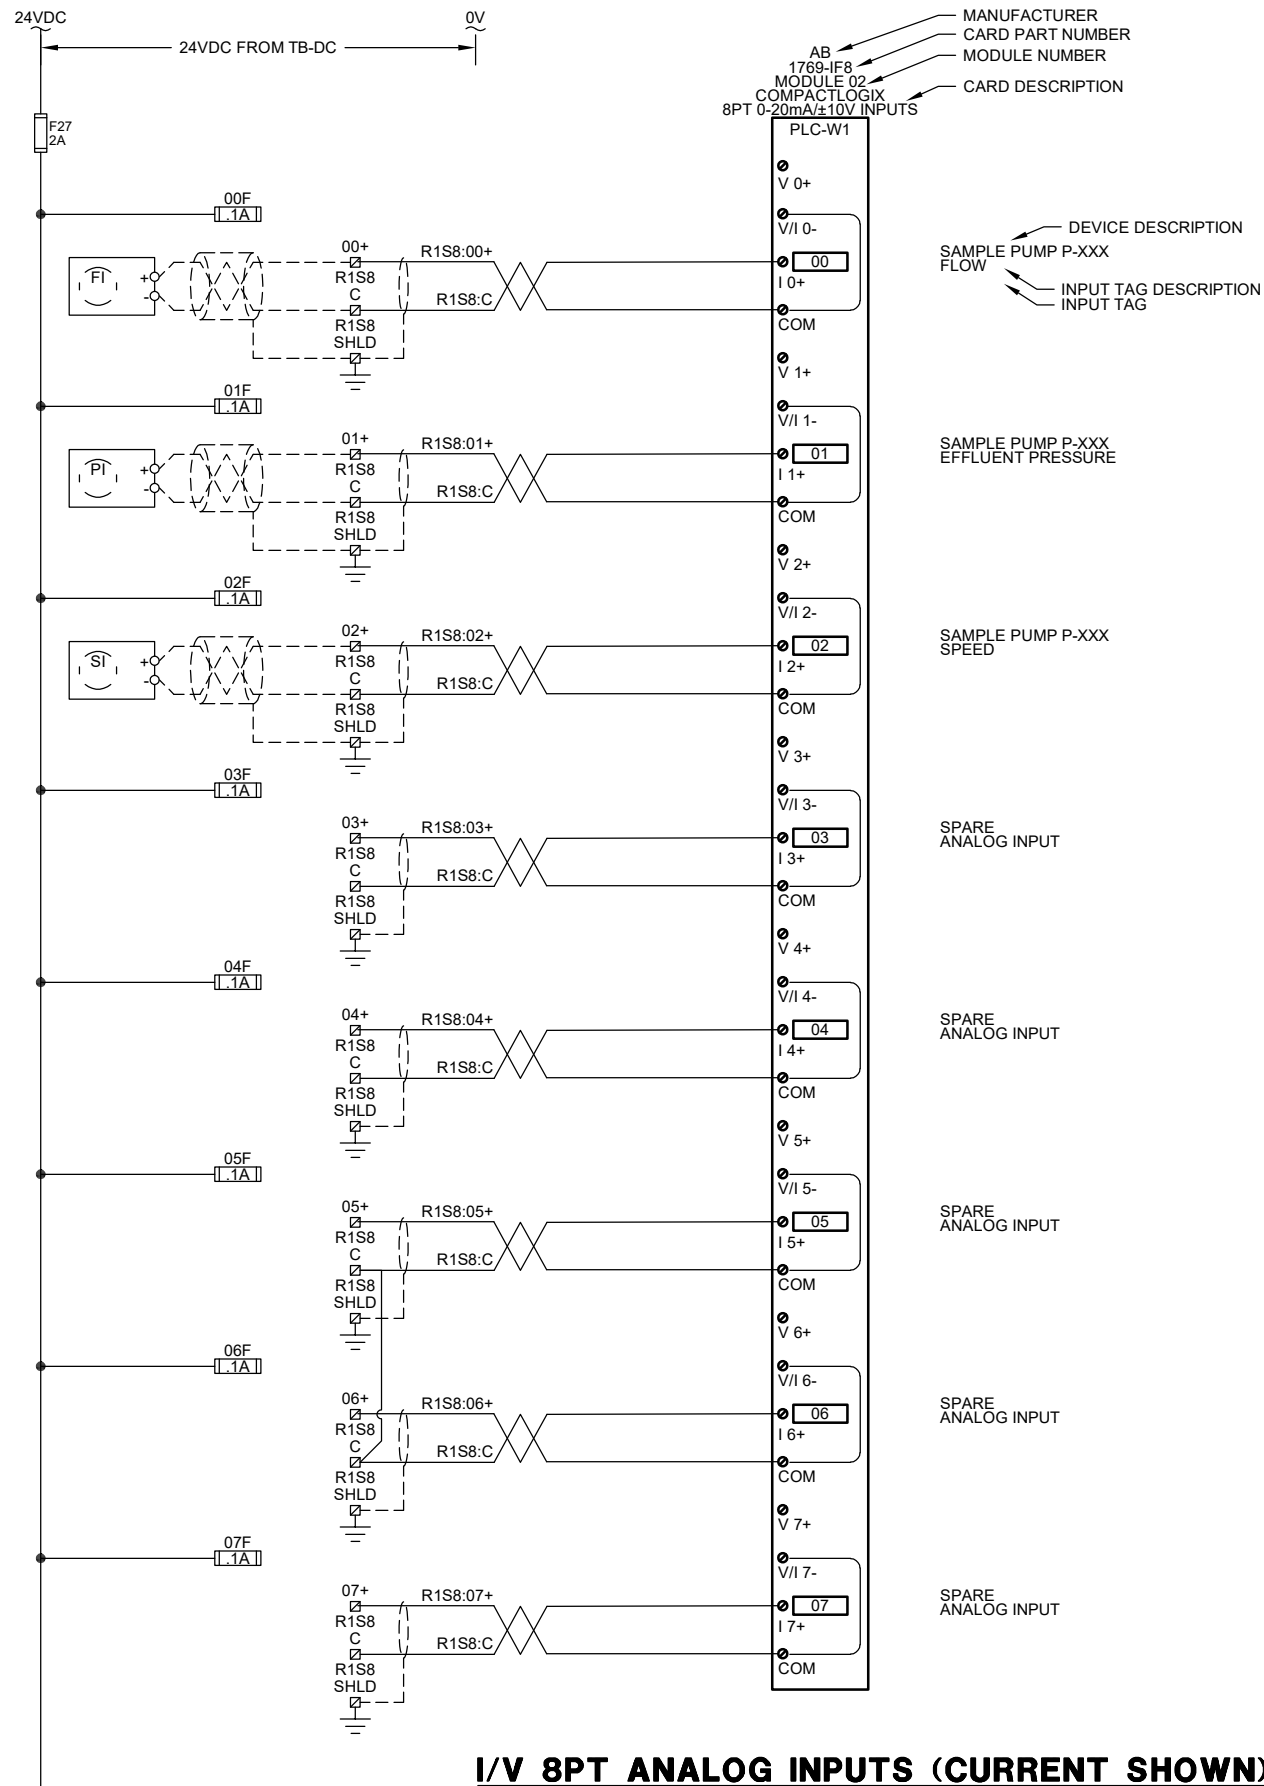 24VDC
0V
24VDC FROM TB-DC
MANUFACTURER
CARD PART NUMBER
MODULE NUMBER
CARD DESCRIPTION
AB
1769-IF8
MODULE 02
COMPACTLOGIX
8PT 0-20mA/±10V INPUTS
PLC-W1
F27
2A
V 0+
00F
.1A
V/I 0-
DEVICE DESCRIPTION
SAMPLE PUMP P-XXX
FLOW
INPUT TAG DESCRIPTION
INPUT TAG
FI
+
-
00+
R1S8
C
R1S8
SHLD
R1S8:00+
R1S8:C
00
I 0+
COM
V 1+
01F
.1A
V/I 1-
PI
+
-
01+
R1S8
C
R1S8
SHLD
R1S8:01+
R1S8:C
01
I 1+
COM
SAMPLE PUMP P-XXX
EFFLUENT PRESSURE
V 2+
02F
.1A
V/I 2-
SI
+
-
02+
R1S8
C
R1S8
SHLD
R1S8:02+
R1S8:C
02
I 2+
COM
SAMPLE PUMP P-XXX
SPEED
V 3+
03F
.1A
V/I 3-
03+
R1S8
C
R1S8
SHLD
R1S8:03+
R1S8:C
03
I 3+
COM
SPARE
ANALOG INPUT
V 4+
04F
.1A
V/I 4-
04+
R1S8
C
R1S8
SHLD
R1S8:04+
R1S8:C
04
I 4+
COM
SPARE
ANALOG INPUT
V 5+
05F
.1A
V/I 5-
05+
R1S8
C
R1S8
SHLD
R1S8:05+
R1S8:C
05
I 5+
COM
SPARE
ANALOG INPUT
V 6+
06F
.1A
V/I 6-
06+
R1S8
C
R1S8
SHLD
R1S8:06+
R1S8:C
06
I 6+
COM
SPARE
ANALOG INPUT
V 7+
07F
.1A
V/I 7-
07+
R1S8
C
R1S8
SHLD
R1S8:07+
R1S8:C
07
I 7+
COM
SPARE
ANALOG INPUT
I/V 8PT ANALOG INPUTS (CURRENT SHOWN)